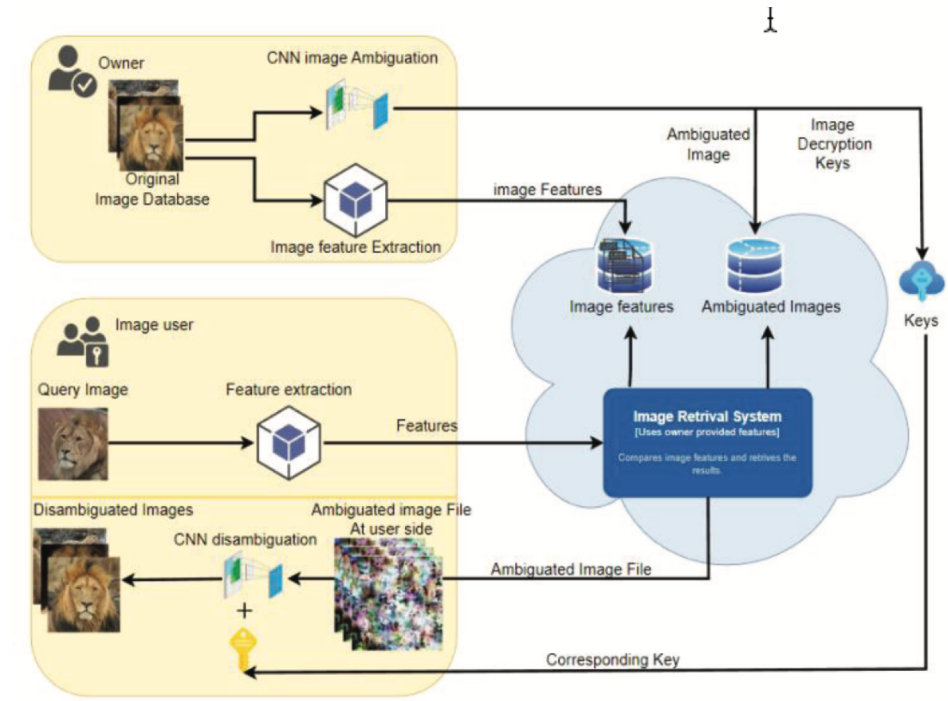 Owner
CNN image Ambiguation
Original
Image Database
Image feature Extraction
image Features
Ambiguated
Image
Image
Decryption
Keys
Image features
Ambiguated Images
Keys
Image user
Query Image
Feature extraction
Features
Image Retrival System
[Uses owner provided features]
Compares image features and retrives the
results.
Disambiguated Images
CNN disambiguation
+
Ambiguated image File
At user side
Ambiguated Image File
Corresponding Key